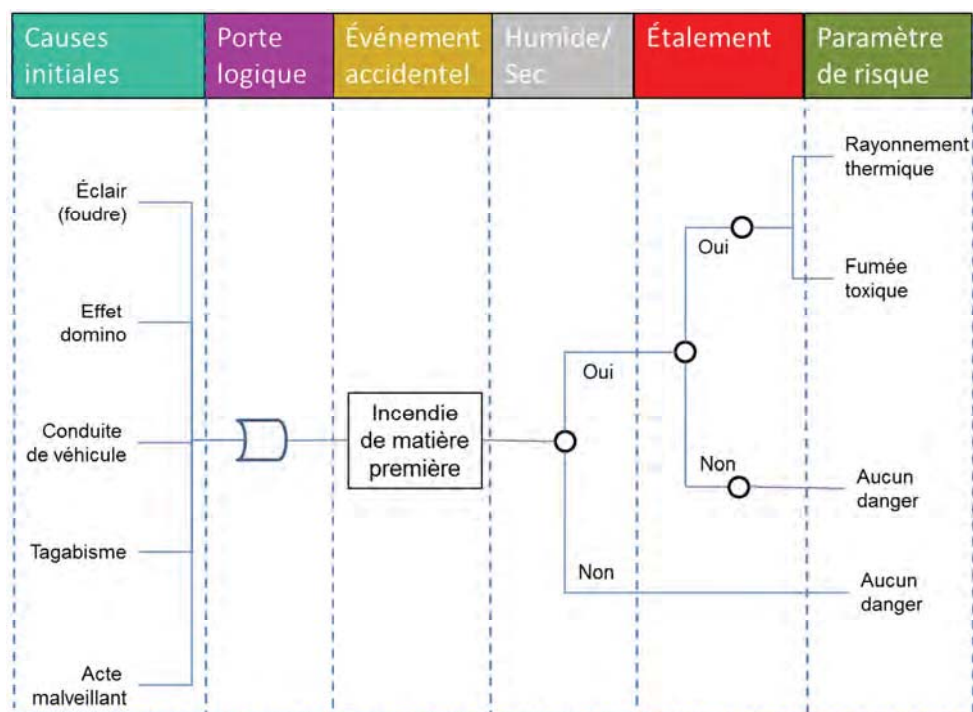 Causes
initiales
Porte
logique
Événement
accidentel
Humide/
Sec
Étalement
Paramètre
de risque
Éclair
(foudre)
Effet
domino
Conduite
de véhicule
Tagabisme
Acte
malveillant
Incendie
de matière
première
Oui
Non
Oui
Non
Rayonnement
thermique
Fumée
toxique
Aucun
danger
Aucun
danger